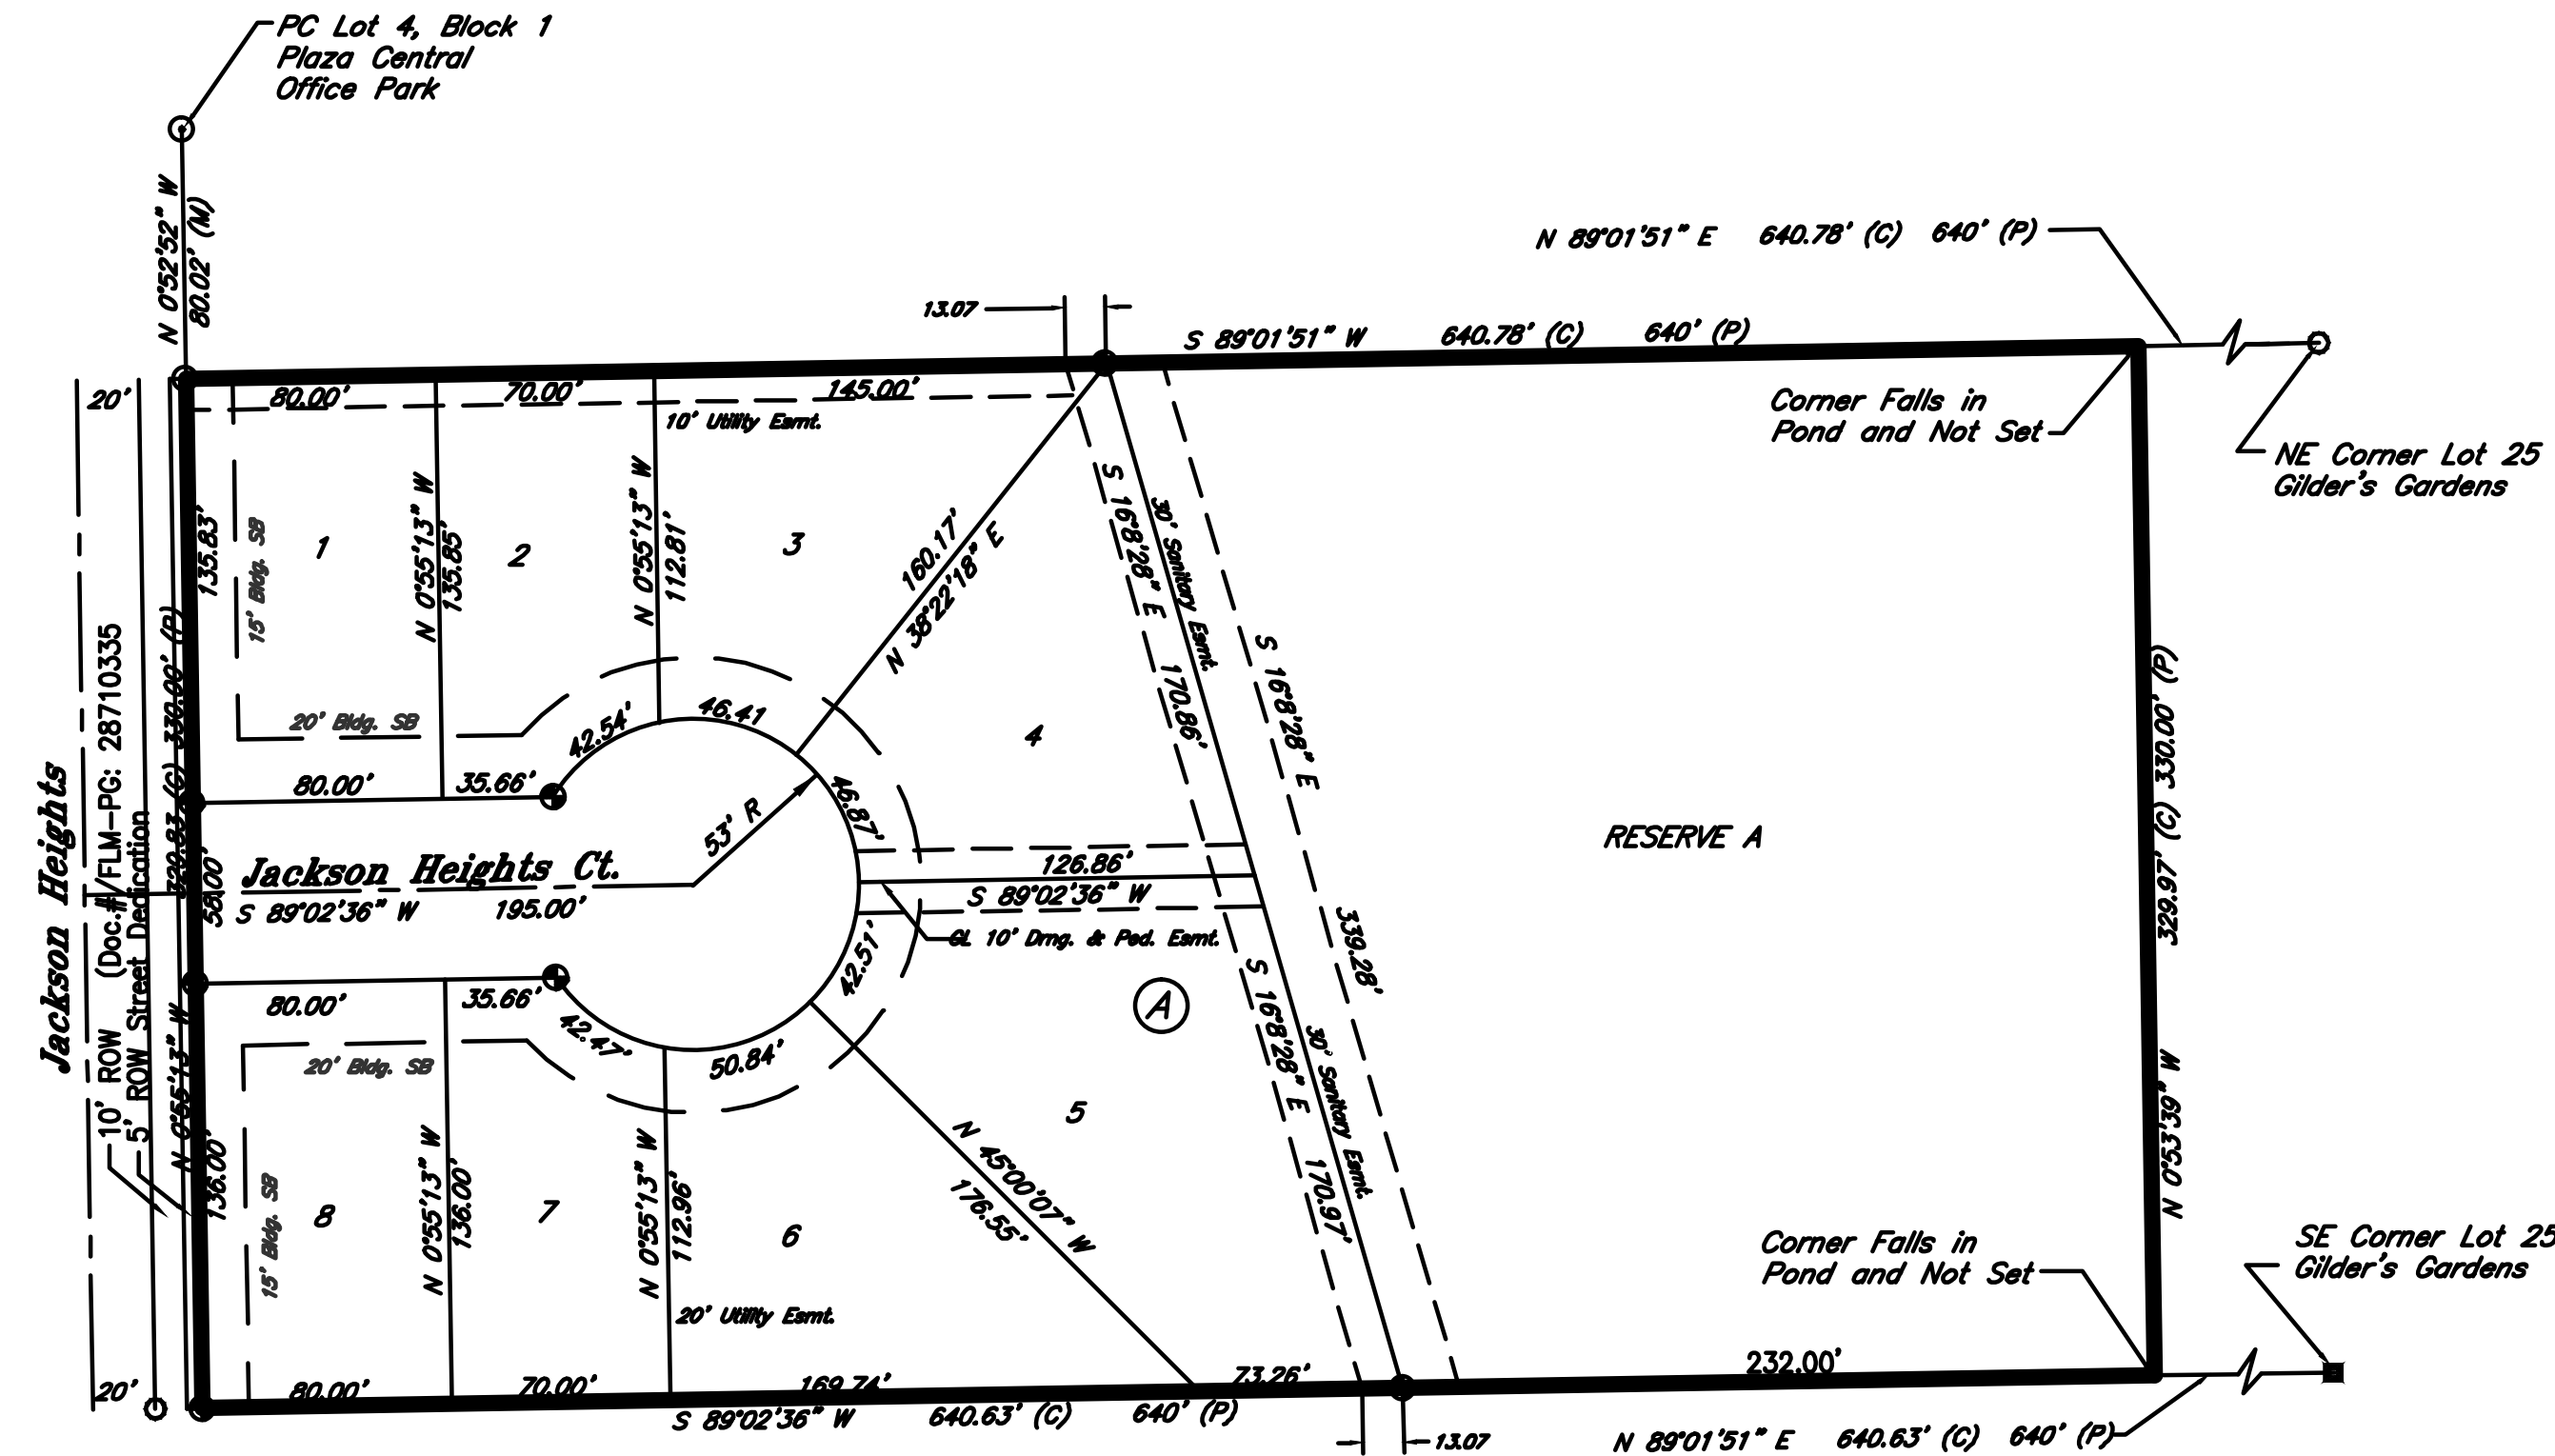 PC Lot 4, Block 1
Plaza Central
Office Park
N 0°52'52" W
80.02' (M)
N 89°01'51" E 640.78' (C) 640' (P)
13.07
S 89°01'51" W 640.78' (C) 640' (P)
20'
80.00'
70.00'
145.00'
10' Utility Esmt.
Corner Falls in
Pond and Not Set
NE Corner Lot 25
Gilder's Gardens
135.83'
15' Bldg. SB
1
N 0°55'13" W
135.85'
2
N 0°55'13" W
112.81'
3
160.17'
N 38°22'18" E
S 16°8'28" E 170.86'
30' Sanitary Esmt.
S 16°8'28" E 339.28'
20' Bldg. SB
42.54'
46.41
4
80.00'
35.66'
46.87'
53' R
RESERVE A
329.97' (C) 330.00' (P)
N 0°53'39" W
Jackson Heights
10' ROW (Doc.#/FLM-PG: 28710335
5' ROW Street Dedication
N 0°55'13" W
(C) 330.00' (P)
58.00'
Jackson Heights Ct.
S 89°02'36" W 195.00'
126.86'
S 89°02'36" W
CL 10' Drng. & Ped. Esmt.
A
80.00'
35.66'
42.47'
50.84'
42.51'
20' Bldg. SB
S 16°8'28" E 170.97'
30' Sanitary Esmt.
5
136.00'
15' Bldg. SB
8
N 0°55'13" W
136.00'
7
N 0°55'13" W
112.96'
6
N 45°00'07" W
176.55'
20' Utility Esmt.
Corner Falls in
Pond and Not Set
SE Corner Lot 25
Gilder's Gardens
20'
80.00'
70.00'
169.74'
73.26'
232.00'
S 89°02'36" W 640.63' (C) 640' (P)
13.07
N 89°01'51" E 640.63' (C) 640' (P)